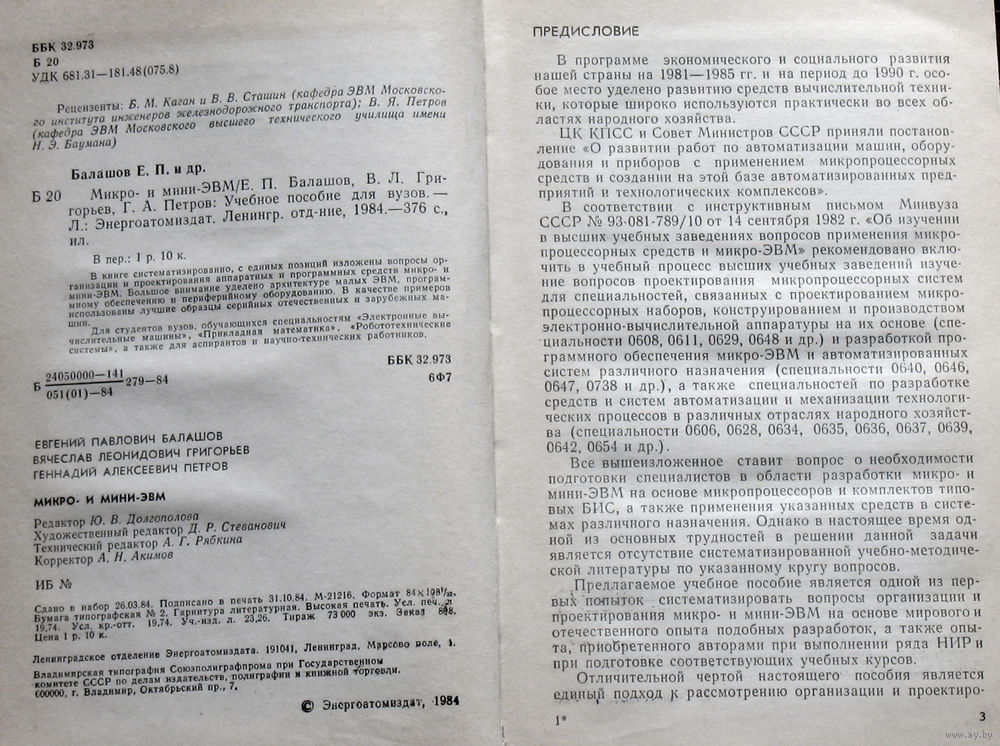 ББК 32.973
Б 20
УДК 681.31—181.48(075.8)
Рецензенты: Б. М. Каган и В. В. Сташин (кафедра ЭВМ Московско-
го института инженеров железнодорожного транспорта); В. Я. Петров
(кафедра ЭВМ Московского высшего технического училища имени
Н. Э. Баумана)
Балашов Е. П. и др.
Б 20 Микро- и мини-ЭВМ/Е. П. Балашов, В. Л. Гри-
горьев, Г. А. Петров: Учебное пособие для вузов. —
Л.: Энергоатомиздат. Ленингр. отд-ние, 1984.—376 с.,
ил.
В пер.: 1 р. 10 к.
В книге систематизированно, с единых позиций изложены вопросы ор-
ганизации и проектирования аппаратных и программных средств микро- и
мини-ЭВМ. Большое внимание уделено архитектуре малых ЭВМ, програм-
мному обеспечению и периферийному оборудованию. В качестве примеров
использованы лучшие образцы серийных отечественных и зарубежных ма-
шин.
Для студентов вузов, обучающихся специальностям «Электронные вы-
числительные машины», «Прикладная математика», «Робототехнические
системы», а также для аспирантов и научно-технических работников.
Б 24050000—141
051(01)—84 279—84
ББК 32.973
6Ф7
ЕВГЕНИЙ ПАВЛОВИЧ БАЛАШОВ
ВЯЧЕСЛАВ ЛЕОНИДОВИЧ ГРИГОРЬЕВ
ГЕННАДИЙ АЛЕКСЕЕВИЧ ПЕТРОВ
МИКРО- И МИНИ-ЭВМ
Редактор Ю. В. Долгополова
Художественный редактор Д. Р. Стеванович
Технический редактор А. Г. Рябкина
Корректор А. Н. Акимов
ИБ №
Сдано в набор 26.03.84. Подписано в печать 31.10.84. М-21216. Формат 84×108 1/32.
Бумага типографская № 2. Гарнитура литературная. Высокая печать. Усл. печ. л.
19,74. Усл. кр.-отт. 19,74. Уч.-изд. л. 23,26. Тираж 73 000 экз. Заказ 898.
Цена 1 р. 10 к.
Ленинградское отделение Энергоатомиздата. 191041, Ленинград, Марсово поле, 1.
Владимирская типография Союзполиграфпрома при Государственном
комитете СССР по делам издательств, полиграфии и книжной торговли.
600000, г. Владимир, Октябрьский пр., 7.
© Энергоатомиздат, 1984
ПРЕДИСЛОВИЕ
В программе экономического и социального развития
нашей страны на 1981—1985 гг. и на период до 1990 г. осо-
бое место уделено развитию средств вычислительной техни-
ки, которые широко используются практически во всех об-
ластях народного хозяйства.
ЦК КПСС и Совет Министров СССР приняли постанов-
ление «О развитии работ по автоматизации машин, обору-
дования и приборов с применением микропроцессорных
средств и создании на этой базе автоматизированных пред-
приятий и технологических комплексов».
В соответствии с инструктивным письмом Минвуза
СССР № 93-081-789/10 от 14 сентября 1982 г. «Об изучении
в высших учебных заведениях вопросов применения микро-
процессорных средств и микро-ЭВМ» рекомендовано вклю-
чить в учебный процесс высших учебных заведений изуче-
ние вопросов проектирования микропроцессорных систем
для специальностей, связанных с проектированием микро-
процессорных наборов, конструированием и производством
электронно-вычислительной аппаратуры на их основе (спе-
циальности 0608, 0611, 0629, 0648 и др.) и разработкой про-
граммного обеспечения микро-ЭВМ и автоматизированных
систем различного назначения (специальности 0640, 0646,
0647, 0738 и др.), а также специальностей по разработке
средств и систем автоматизации и механизации технологи-
ческих процессов в различных отраслях народного хозяйст-
ва (специальности 0606, 0628, 0634, 0635, 0636, 0637, 0639,
0642, 0654 и др.).
Все вышеизложенное ставит вопрос о необходимости
подготовки специалистов в области разработки микро- и
мини-ЭВМ на основе микропроцессоров и комплектов типо-
вых БИС, а также применения указанных средств в систе-
мах различного назначения. Однако в настоящее время од-
ной из основных трудностей в решении данной задачи
является отсутствие систематизированной учебно-методиче-
ской литературы по указанному кругу вопросов.
Предлагаемое учебное пособие является одной из пер-
вых попыток систематизировать вопросы организации и
проектирования микро- и мини-ЭВМ на основе мирового и
отечественного опыта подобных разработок, а также опы-
та, приобретенного авторами при выполнении ряда НИР и
при подготовке соответствующих учебных курсов.
Отличительной чертой настоящего пособия является
единый подход к рассмотрению организации и проектиро-
1*
3
www.ay.by